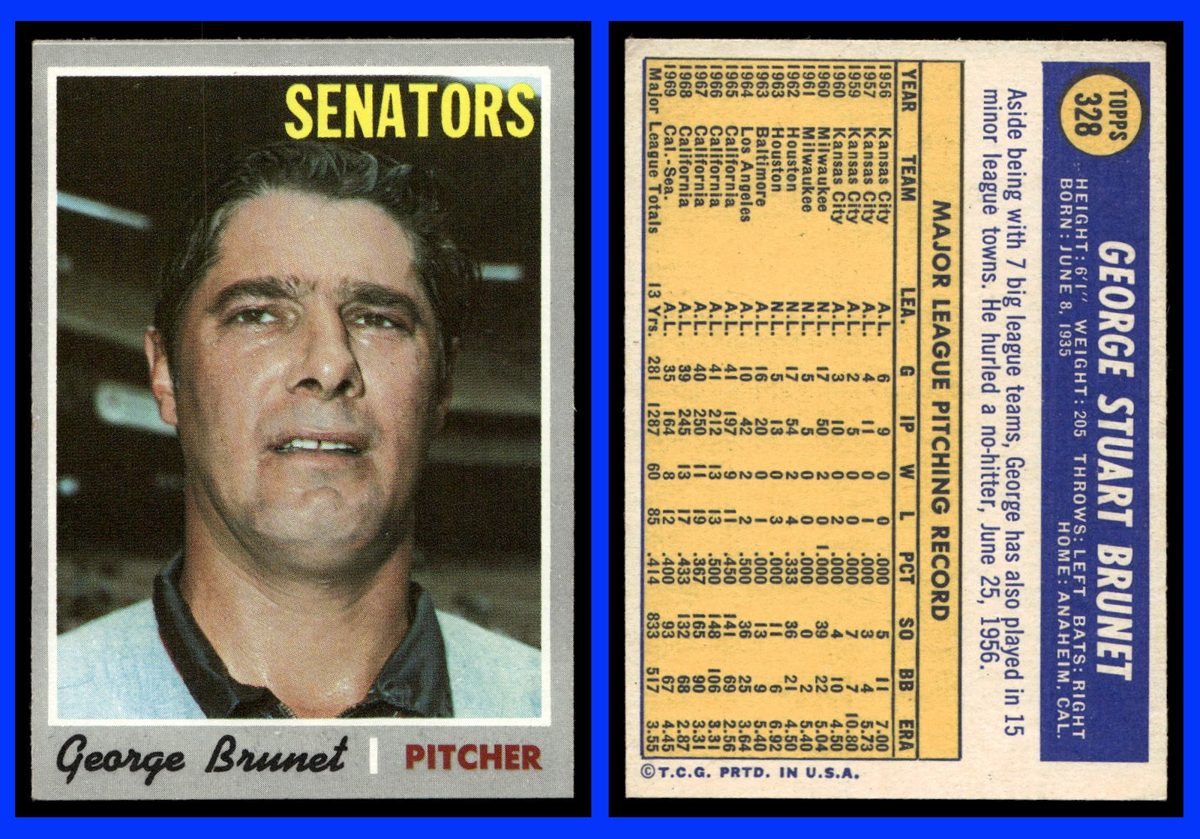 SENATORS
George Brunet | PITCHER
TOPPS
328
GEORGE STUART BRUNET
HEIGHT: 6'1" WEIGHT: 205 THROWS: LEFT BATS: RIGHT
BORN: JUNE 8, 1935 HOME: ANAHEIM, CAL.
Aside being with 7 big league teams, George has also played in 15
minor league towns. He hurled a no-hitter, June 25, 1956.
MAJOR LEAGUE PITCHING RECORD
YEAR TEAM LEA. G IP W L PCT SO BB ERA
1956 Kansas City A.L. 6 9 0 0 .000 5 11 7.00
1957 Kansas City A.L. 4 11 0 1 .000 3 4 5.73
1959 Kansas City A.L. 2 5 0 0 .000 7 7 10.80
1960 Kansas City A.L. 3 10 0 2 .000 4 10 4.50
1960 Milwaukee N.L. 17 50 2 0 1.000 39 22 5.04
1961 Milwaukee N.L. 5 5 0 0 .000 0 2 5.40
1962 Houston N.L. 17 54 2 4 .333 36 21 4.50
1963 Houston N.L. 5 13 0 3 .000 11 6 6.92
1963 Baltimore A.L. 16 20 0 1 .000 13 9 5.40
1964 Los Angeles A.L. 10 42 2 2 .500 36 25 3.64
1965 California A.L. 41 197 9 11 .450 141 69 2.56
1966 California A.L. 41 212 13 13 .500 148 106 3.31
1967 California A.L. 40 250 11 19 .367 165 90 3.31
1968 California A.L. 39 245 13 17 .433 132 68 2.87
1969 Cal.-Sea. A.L. 35 164 8 12 .400 93 67 4.45
Major League Totals 13 Yrs. 281 1287 60 85 .414 833 517 3.55
© T.C.G. PRTD. IN U.S.A.